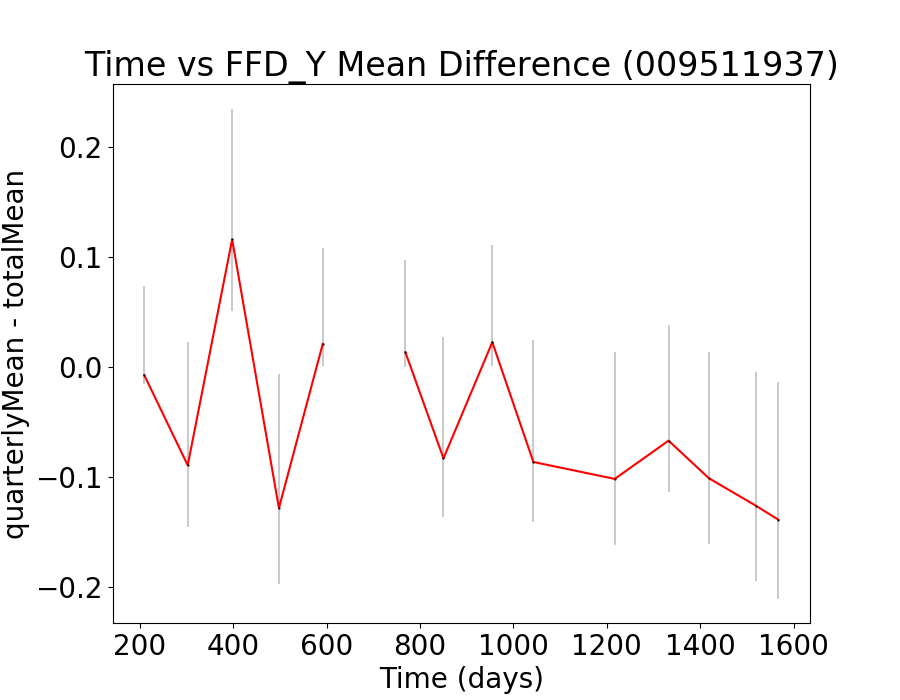 Time vs FFD_Y Mean Difference (009511937)
quarterlyMean - totalMean
0.2
0.1
0.0
−0.1
−0.2
200 400 600 800 1000 1200 1400 1600
Time (days)